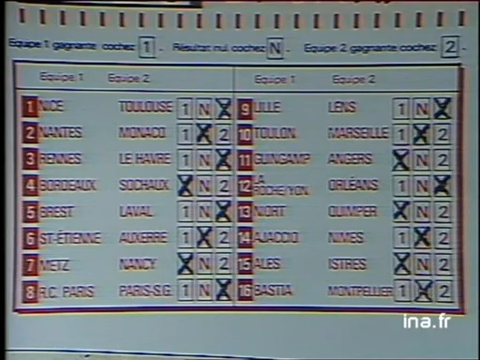 Equipe 1 gagnante cochez 1 . Résultat nul cochez N . Equipe 2 gagnante cochez 2 .
Equipe 1 Equipe 2
1 NICE TOULOUSE 1 N X
2 NANTES MONACO 1 X 2
3 RENNES LE HAVRE 1 N X
4 BORDEAUX SOCHAUX X N 2
5 BREST LAVAL 1 N X
6 ST-ÉTIENNE AUXERRE 1 X 2
7 METZ NANCY X N 2
8 R.C. PARIS PARIS-S.G. 1 N X
Equipe 1 Equipe 2
9 LILLE LENS 1 N X
10 TOULON MARSEILLE 1 X 2
11 GUINGAMP ANGERS X N 2
12 LA ROCHE/YON ORLÉANS 1 N X
13 NIORT QUIMPER X N 2
14 AJACCIO NIMES 1 X 2
15 ALES ISTRES X N 2
16 BASTIA MONTPELLIER 1 X 2
ina.fr